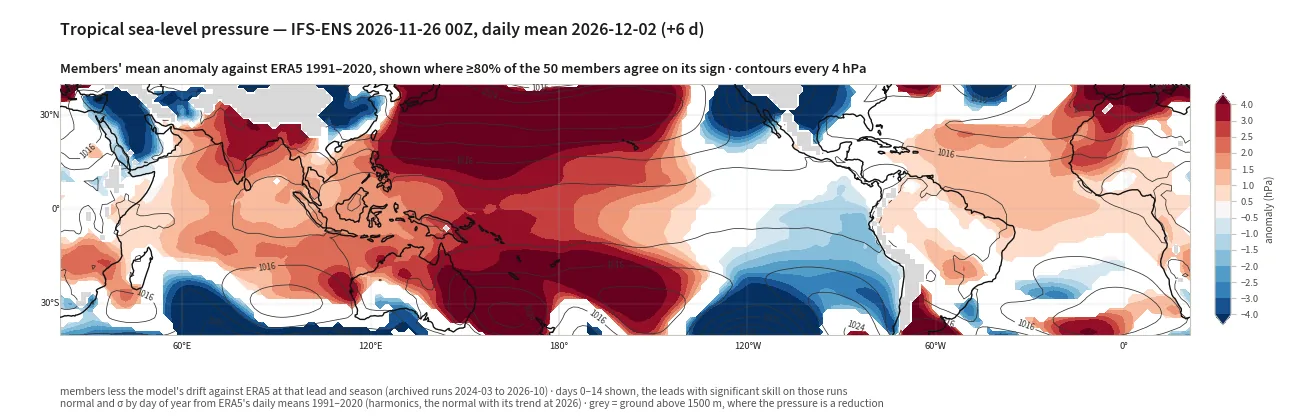 Tropical sea-level pressure — IFS-ENS 2026-11-26 00Z, daily mean 2026-12-02 (+6 d)
Members' mean anomaly against ERA5 1991–2020, shown where ≥80% of the 50 members agree on its sign · contours every 4 hPa
30°N
0°
30°S
60°E
120°E
180°
120°W
60°W
0°
1016
1016
1016
1016
1016
1016
1016
1024
1016
4.0
3.0
2.5
2.0
1.5
1.0
0.5
−0.5
−1.0
−1.5
−2.0
−2.5
−3.0
−4.0
anomaly (hPa)
members less the model's drift against ERA5 at that lead and season (archived runs 2024-03 to 2026-10) · days 0–14 shown, the leads with significant skill on those runs
normal and σ by day of year from ERA5's daily means 1991–2020 (harmonics, the normal with its trend at 2026) · grey = ground above 1500 m, where the pressure is a reduction